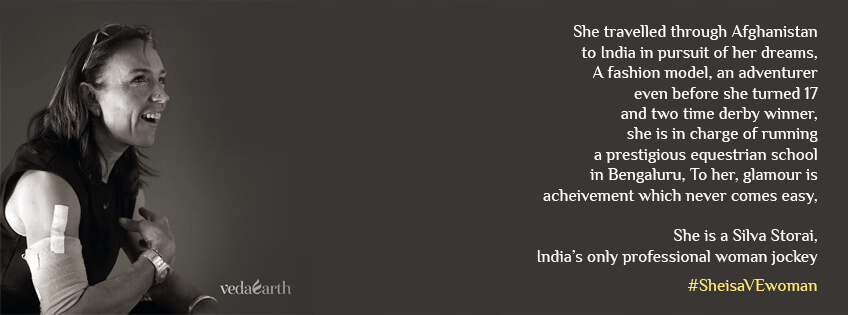 She travelled through Afghanistan
to India in pursuit of her dreams,
A fashion model, an adventurer
even before she turned 17
and two time derby winner,
she is in charge of running
a prestigious equestrian school
in Bengaluru, To her, glamour is
acheivement which never comes easy,
She is a Silva Storai,
India's only professional woman jockey
#SheisaVEwoman
vedaearth